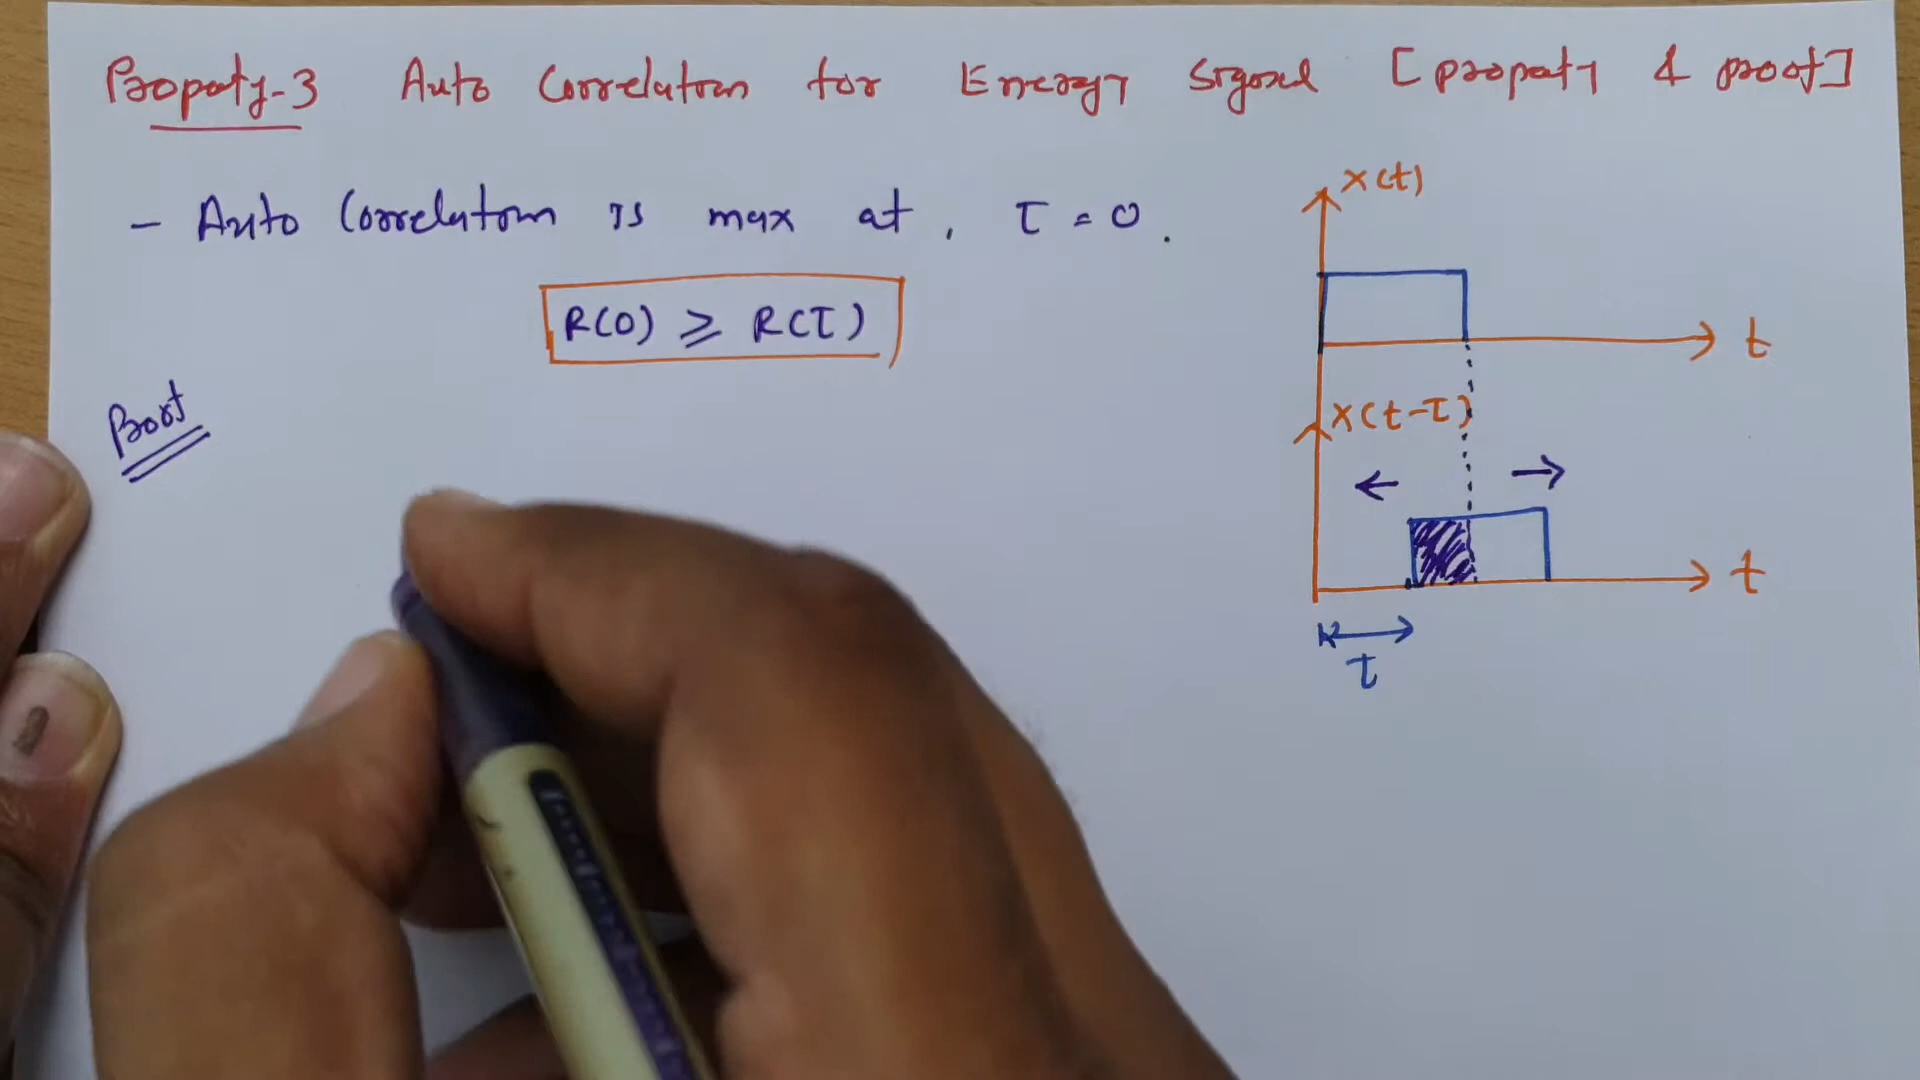 Property-3 Auto Correlation for Energy Signal [property & proof]
- Auto Correlation is max at, τ = 0.
R(0) ⩾ R(τ)
Proof
x(t)
t
x(t-τ)
t
τ